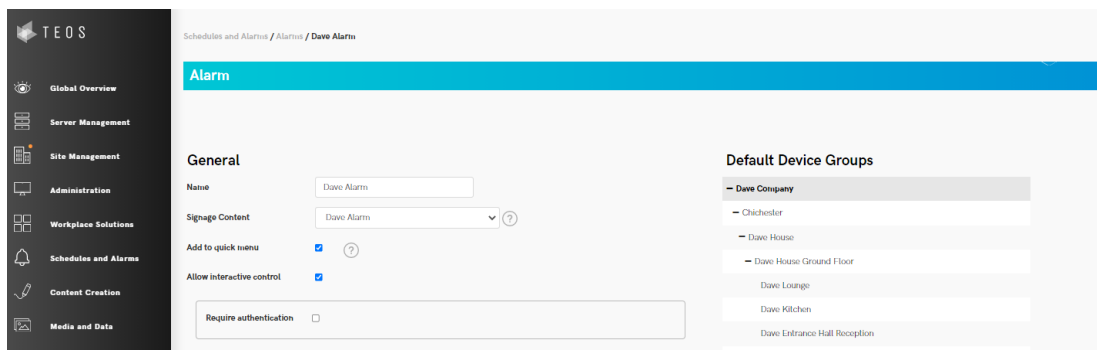 TEOS
Schedules and Alarms / Alarms / Dave Alarm
Alarm
Global Overview
Server Management
Site Management
Administration
Workplace Solutions
Schedules and Alarms
Content Creation
Media and Data
General
Name
Dave Alarm
Signage Content
Dave Alarm
?
Add to quick menu
?
Allow interactive control
Require authentication
Default Device Groups
Dave Company
Chichester
Dave House
Dave House Ground Floor
Dave Lounge
Dave Kitchen
Dave Entrance Hall Reception